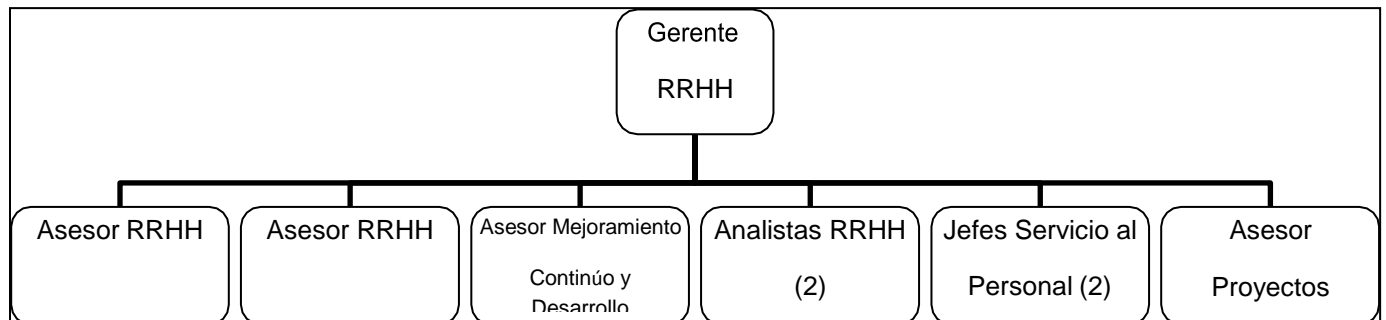 Gerente
RRHH
Asesor RRHH
Asesor RRHH
Asesor Mejoramiento
Continúo y
Desarrollo
Analistas RRHH
(2)
Jefes Servicio al
Personal (2)
Asesor
Proyectos